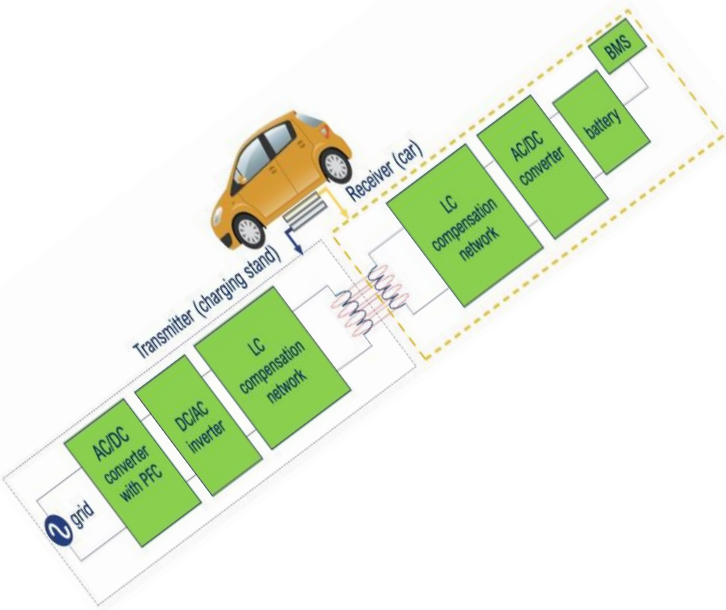 Transmitter (charging stand)
grid
AC/DC
converter
with PFC
DC/AC
inverter
LC
compensation
network
Receiver (car)
LC
compensation
network
AC/DC
converter
battery
BMS